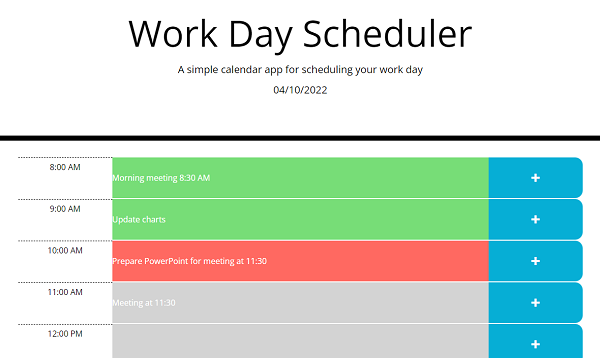 Work Day Scheduler
A simple calendar app for scheduling your work day
04/10/2022
8:00 AM
Morning meeting 8:30 AM
+
9:00 AM
Update charts
+
10:00 AM
Prepare PowerPoint for meeting at 11:30
+
11:00 AM
Meeting at 11:30
+
12:00 PM
+